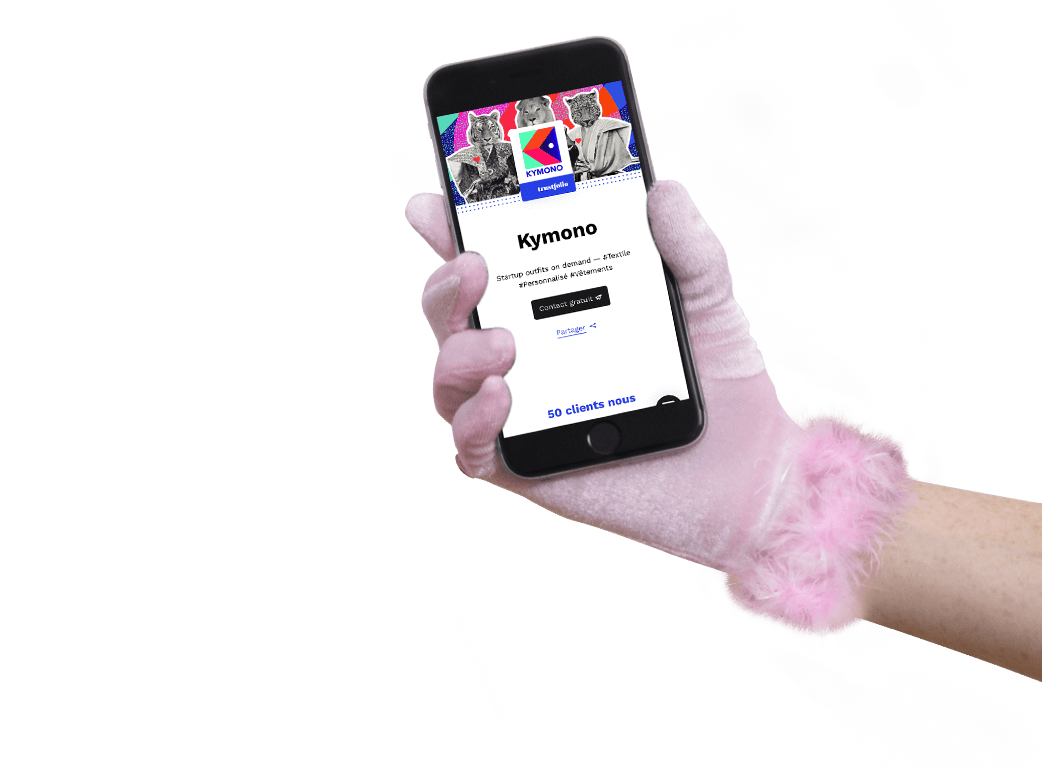 KYMONO
trustfolio
Kymono
Startup outfits on demand — #Textile
#Personnalisé #Vêtements
Contact gratuit
Partager
50 clients nous